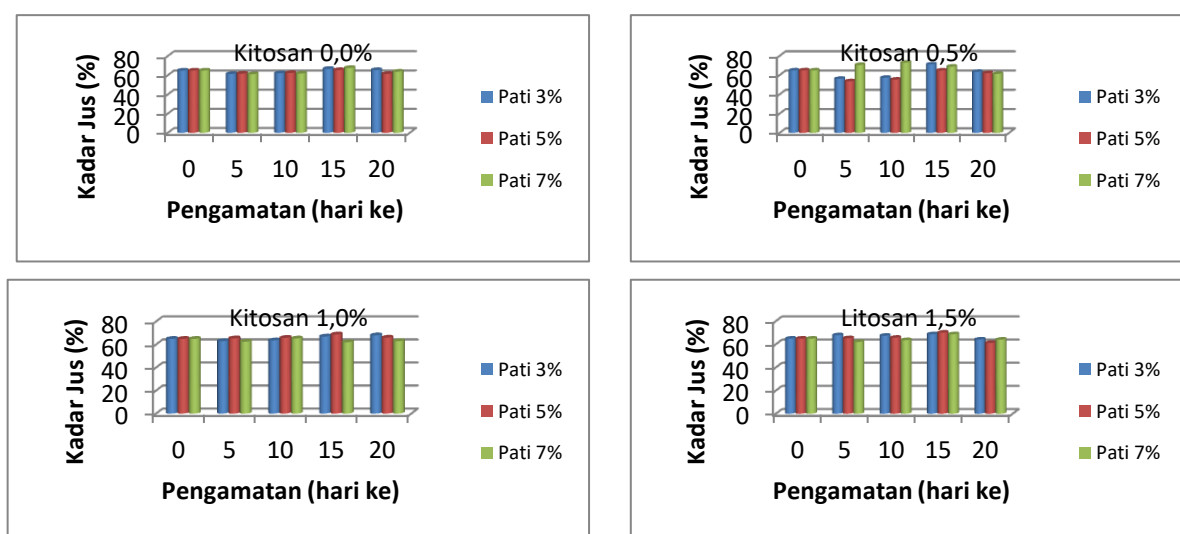 Kitosan 0,0%
80
60
40
20
0
Kadar Jus (%)
0 5 10 15 20
Pengamatan (hari ke)
Pati 3%
Pati 5%
Pati 7%
Kitosan 0,5%
80
60
40
20
0
Kadar Jus (%)
0 5 10 15 20
Pengamatan (hari ke)
Pati 3%
Pati 5%
Pati 7%
Kitosan 1,0%
80
60
40
20
0
Kadar Jus (%)
0 5 10 15 20
Pengamatan (hari ke)
Pati 3%
Pati 5%
Pati 7%
Litosan 1,5%
80
60
40
20
0
Kadar Jus (%)
0 5 10 15 20
Pengamatan (hari ke)
Pati 3%
Pati 5%
Pati 7%